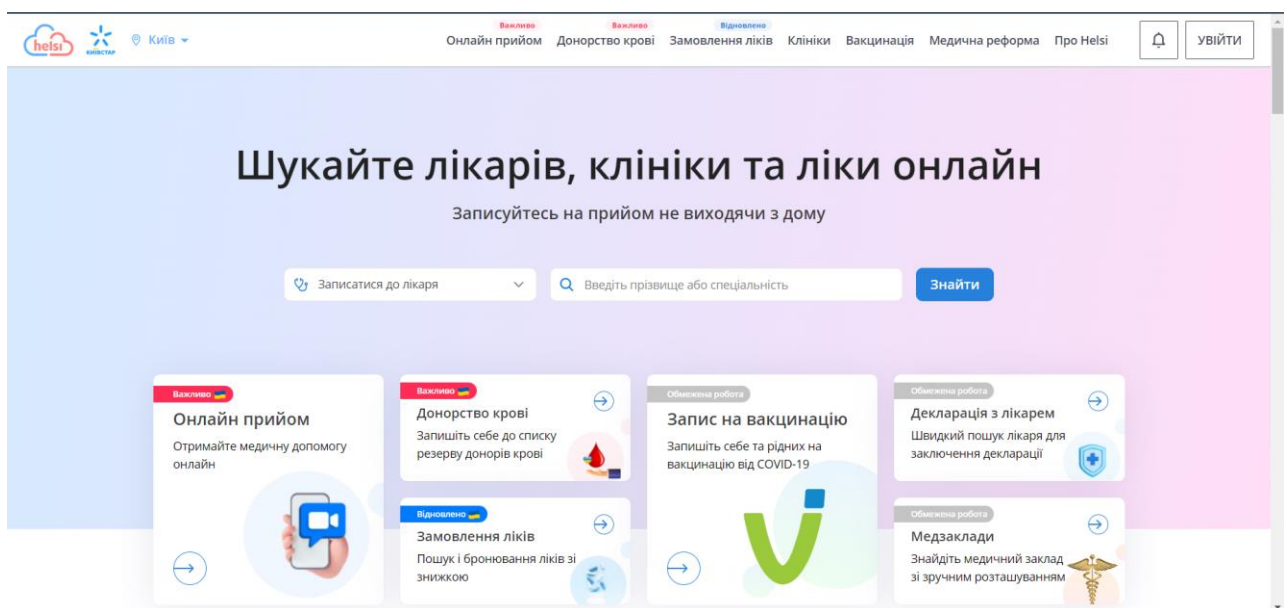 helsi
КИЇВСТАР
Київ
Важливо
Онлайн прийом
Важливо
Донорство крові
Відновлено
Замовлення ліків
Клініки
Вакцинація
Медична реформа
Про Helsi
УВІЙТИ
Шукайте лікарів, клініки та ліки онлайн
Записуйтесь на прийом не виходячи з дому
Записатися до лікаря
Введіть прізвище або спеціальність
Знайти
Важливо
Онлайн прийом
Отримайте медичну допомогу
онлайн
Важливо
Донорство крові
Запишіть себе до списку
резерву донорів крові
Відновлено
Замовлення ліків
Пошук і бронювання ліків зі
знижкою
Обмежена робота
Запис на вакцинацію
Запишіть себе та рідних на
вакцинацію від COVID-19
Обмежена робота
Декларація з лікарем
Швидкий пошук лікаря для
заключення декларації
Обмежена робота
Медзаклади
Знайдіть медичний заклад
зі зручним розташуванням